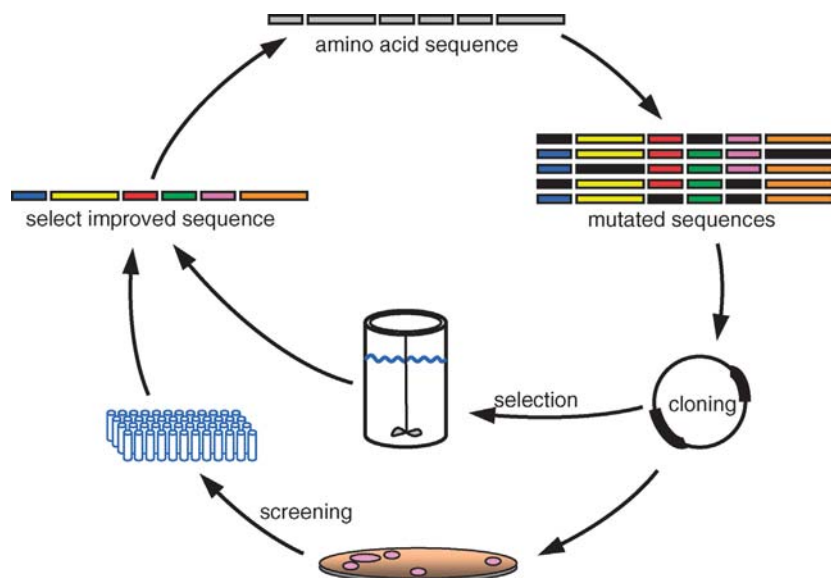 amino acid sequence
select improved sequence
mutated sequences
selection
cloning
screening